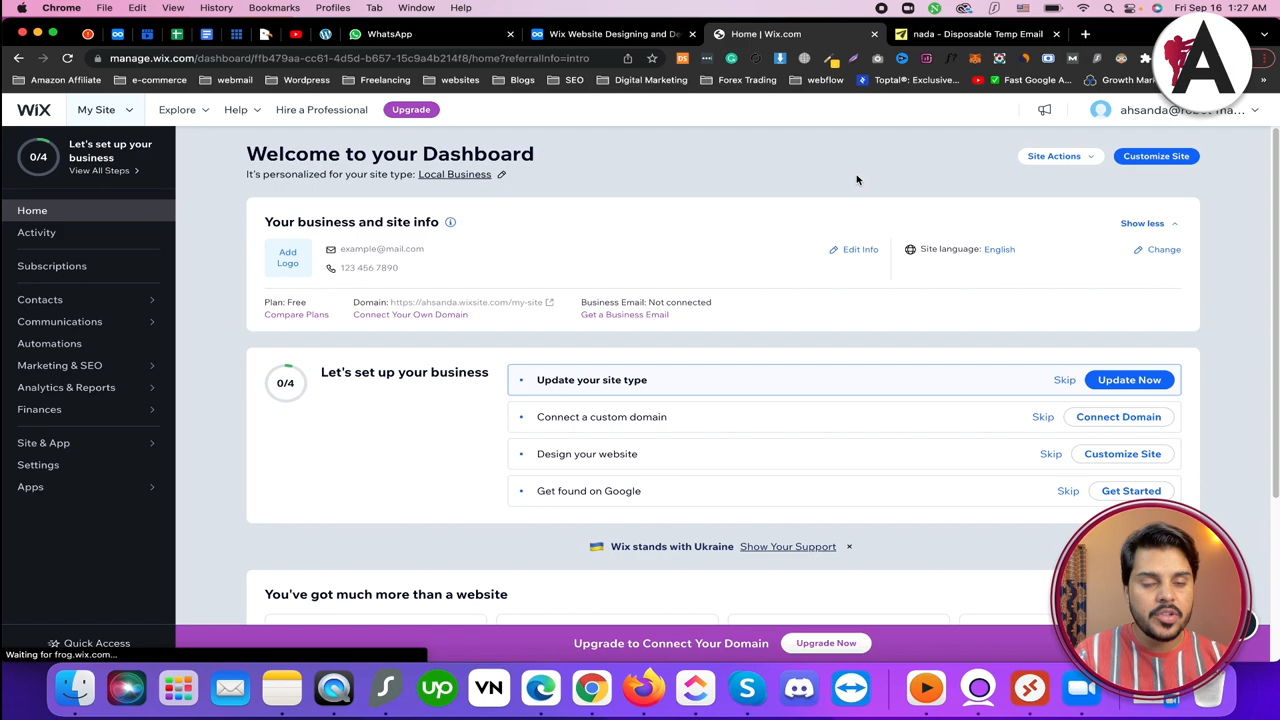 Chrome File Edit View History Bookmarks Profiles Tab Window Help Fri Sep 16 1:27 AM
WhatsApp × Wix Website Designing and De × Home | Wix.com × nada - Disposable Temp Email ×
manage.wix.com/dashboard/ffb479aa-cc61-4d5d-b657-15c9a4b214f8/home?referralInfo=intro
Amazon Affiliate e-commerce webmail Wordpress Freelancing websites Blogs SEO Digital Marketing Forex Trading webflow Toptal®: Exclusive... Fast Google A... Growth Mark
WIX My Site Explore Help Hire a Professional Upgrade
0/4
Let's set up your
business
View All Steps >
Home
Activity
Subscriptions
Contacts
Communications
Automations
Marketing & SEO
Analytics & Reports
Finances
Site & App
Settings
Apps
Quick Access
Waiting for frog.wix.com...
Welcome to your Dashboard
It's personalized for your site type: Local Business
Site Actions Customize Site
Your business and site info
Show less
Add
Logo
example@mail.com
123 456 7890
Edit Info
Site language: English
Change
Plan: Free Domain: https://ahsanda.wixsite.com/my-site Business Email: Not connected
Compare Plans Connect Your Own Domain Get a Business Email
0/4 Let's set up your business
Update your site type Skip Update Now
Connect a custom domain Skip Connect Domain
Design your website Skip Customize Site
Get found on Google Skip Get Started
Wix stands with Ukraine Show Your Support ×
You've got much more than a website
Upgrade to Connect Your Domain Upgrade Now
up VN